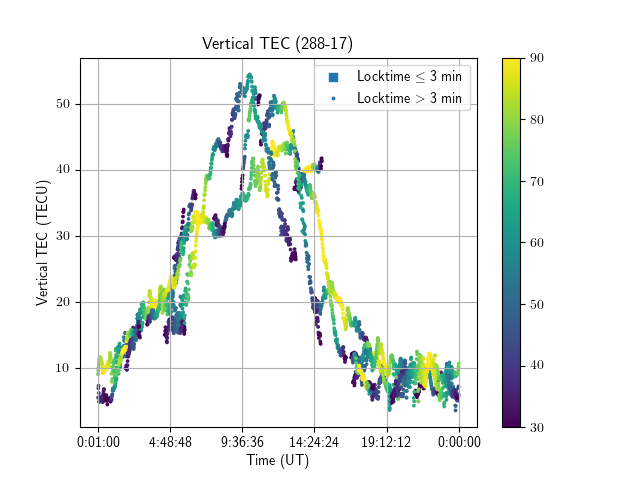 Vertical TEC (288-17)
Locktime ≤ 3 min
Locktime > 3 min
Vertical TEC (TECU)
50
40
30
20
10
0:01:00 4:48:48 9:36:36 14:24:24 19:12:12 0:00:00
Time (UT)
90
80
70
60
50
40
30